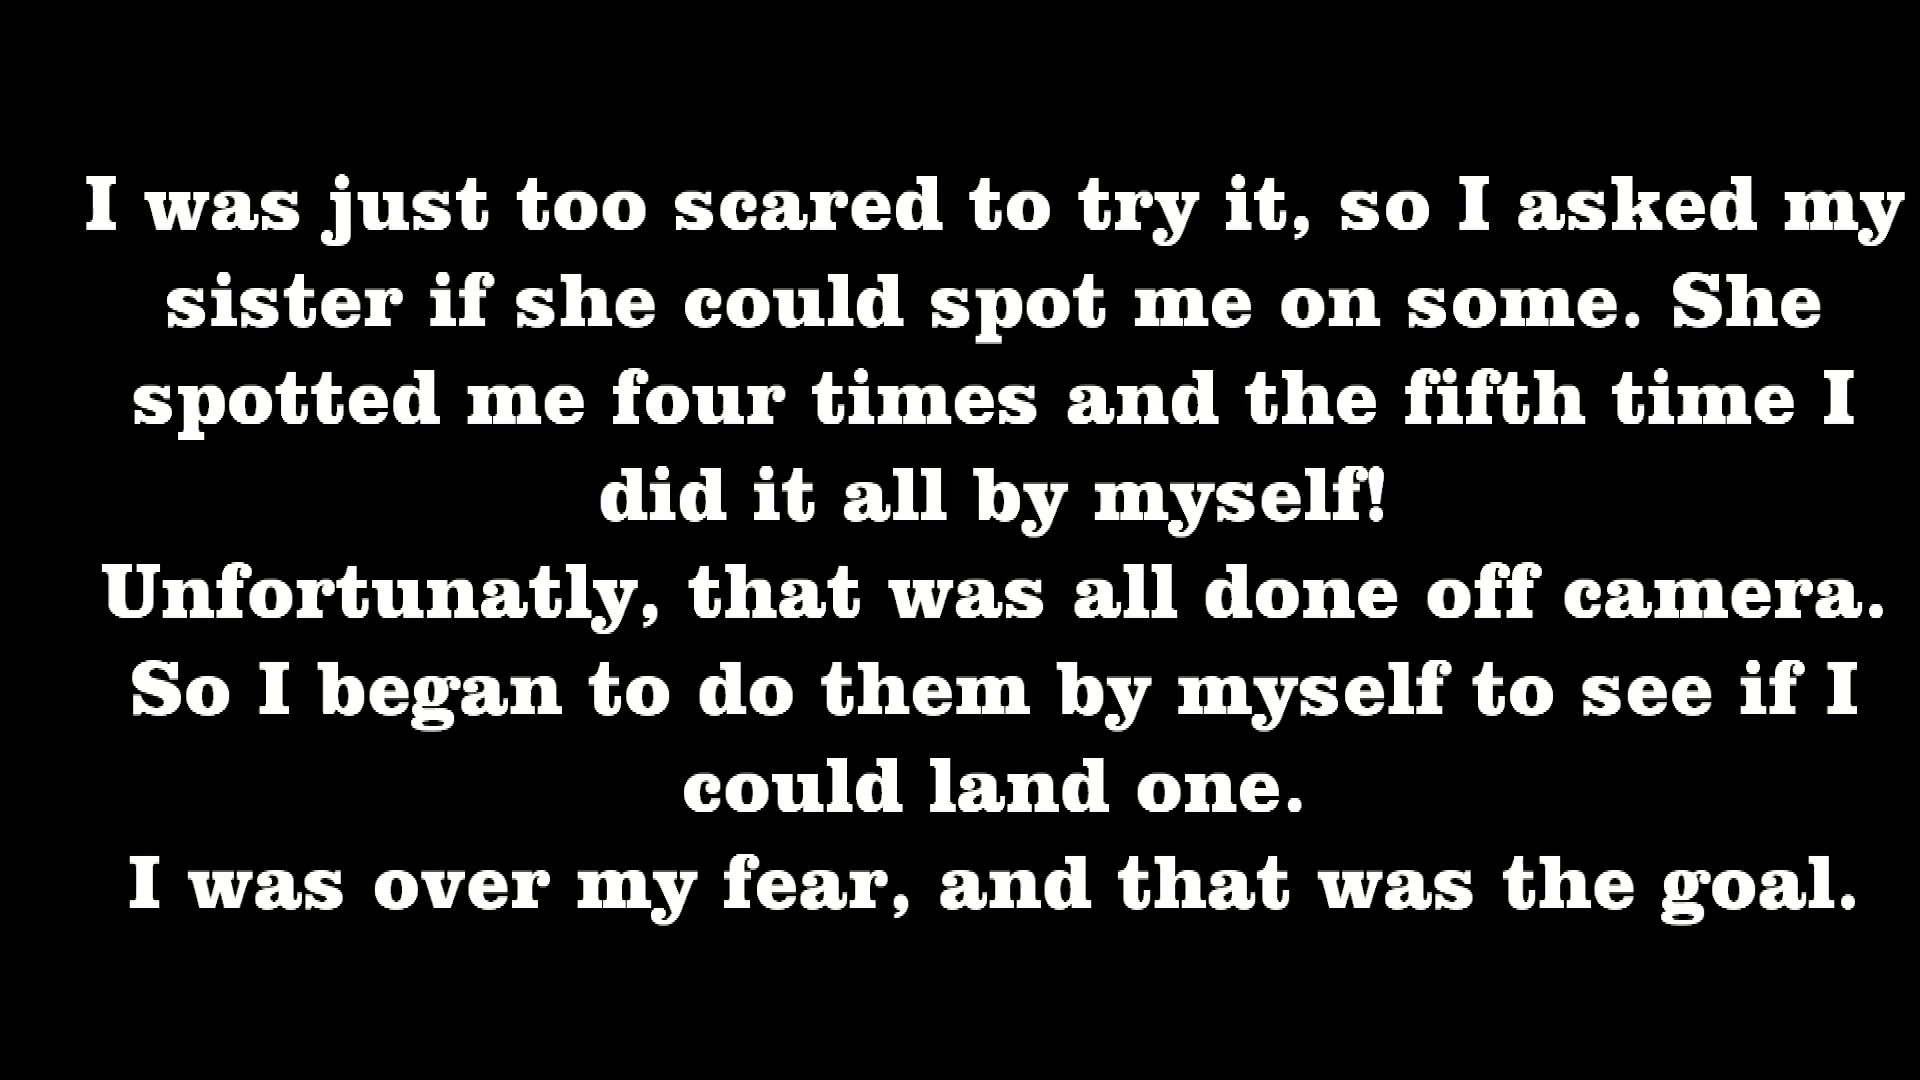 I was just too scared to try it, so I asked my
sister if she could spot me on some. She
spotted me four times and the fifth time I
did it all by myself!
Unfortunatly, that was all done off camera.
So I began to do them by myself to see if I
could land one.
I was over my fear, and that was the goal.